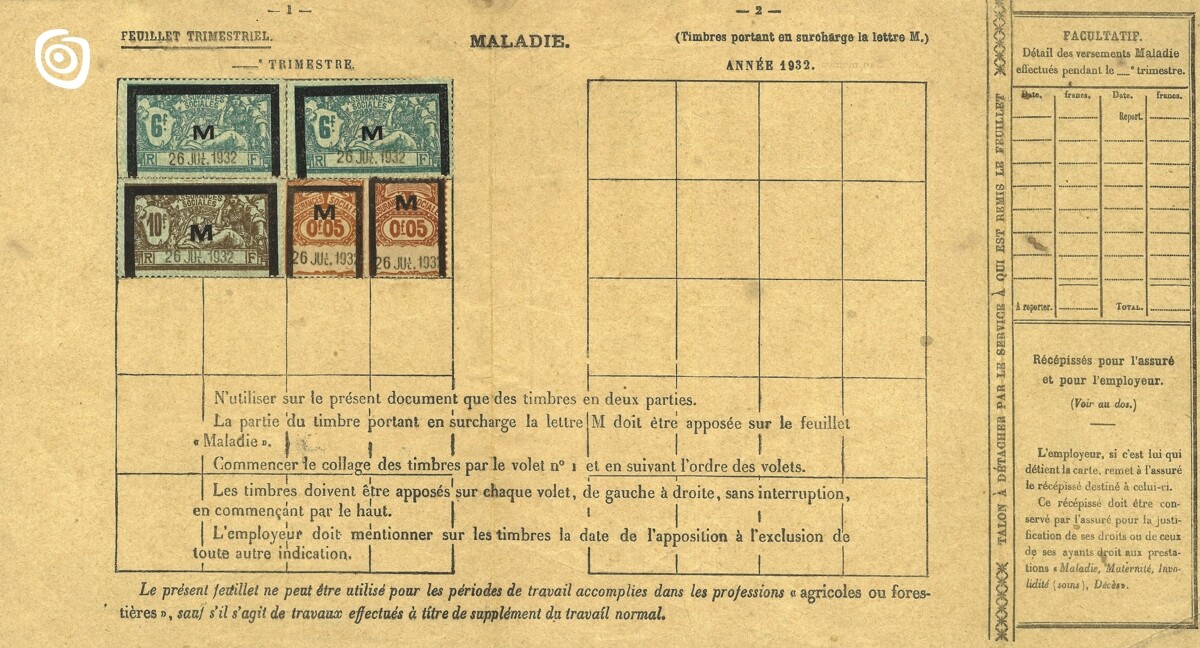 — 1 —
FEUILLET TRIMESTRIEL.
MALADIE.
— 2 —
(Timbres portant en surcharge la lettre M.)
___e TRIMESTRE.
ANNÉE 1932.
ASSURANCES SOCIALES
6F
M
R F
26 JUIL. 1932
ASSURANCES SOCIALES
6F
M
R F
26 JUIL. 1932
ASSURANCES SOCIALES
10F
M
R F
26 JUIL. 1932
M
0f05
26 JUIL. 1932
M
0f05
26 JUIL. 193
N'utiliser sur le présent document que des timbres en deux parties.
La partie du timbre portant en surcharge la lettre M doit être apposée sur le feuillet
« Maladie ».
Commencer le collage des timbres par le volet n° 1 et en suivant l'ordre des volets.
Les timbres doivent être apposés sur chaque volet, de gauche à droite, sans interruption,
en commençant par le haut.
L'employeur doit mentionner sur les timbres la date de l'apposition à l'exclusion de
toute autre indication.
Le présent feuillet ne peut être utilisé pour les périodes de travail accomplies dans les professions « agricoles ou fores-
tières », sauf s'il s'agit de travaux effectués à titre de supplément du travail normal.
TALON À DÉTACHER PAR LE SERVICE À QUI EST REMIS LE FEUILLET
FACULTATIF.
Détail des versements Maladie
effectués pendant le ___e trimestre.
Date. francs. Date. francs.
Report.
A reporter. TOTAL.
Récépissés pour l'assuré
et pour l'employeur.
(Voir au dos.)
L'employeur, si c'est lui qui
détient la carte, remet à l'assuré
le récépissé destiné à celui-ci.
Ce récépissé doit être con-
servé par l'assuré pour la justi-
fication de ses droits ou de ceux
de ses ayants droit aux presta-
tions « Maladie, Maternité, Inva-
lidité (soins), Décès».